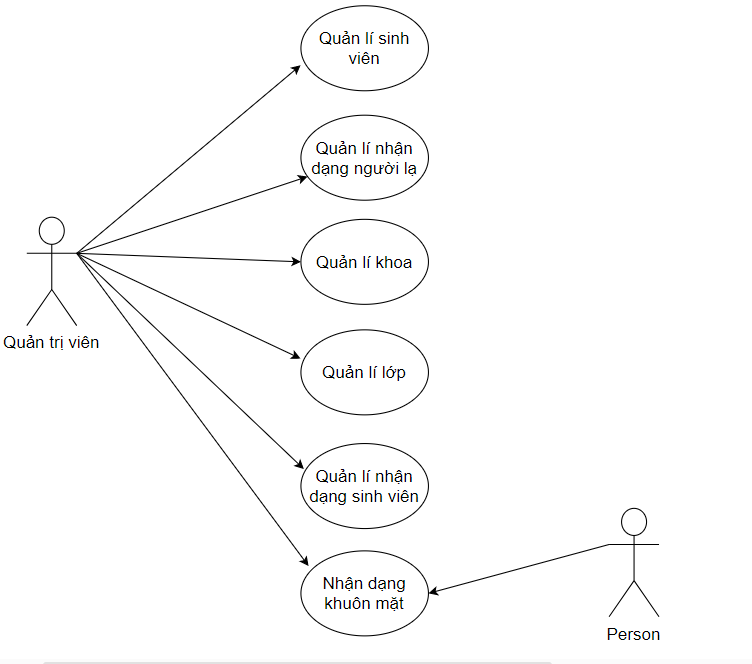 Quản lí sinh
viên
Quản lí nhận
dạng người lạ
Quản lí khoa
Quản trị viên
Quản lí lớp
Quản lí nhận
dạng sinh viên
Nhận dạng
khuôn mặt
Person